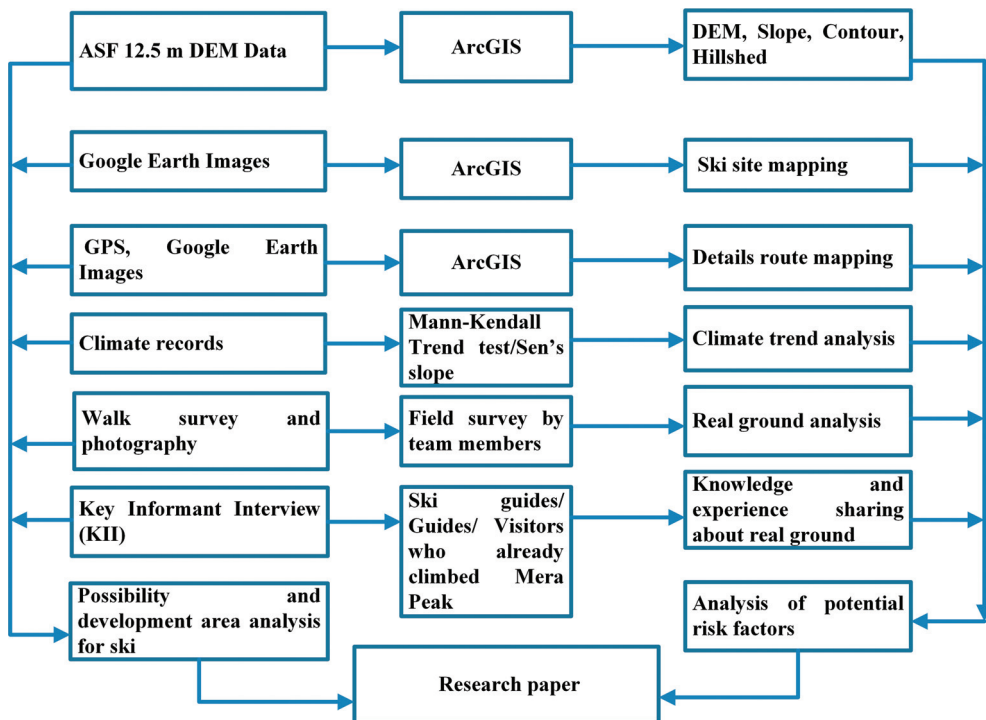 ASF 12.5 m DEM Data
ArcGIS
DEM, Slope, Contour,
Hillshed
Google Earth Images
ArcGIS
Ski site mapping
GPS, Google Earth
Images
ArcGIS
Details route mapping
Climate records
Mann-Kendall
Trend test/Sen's
slope
Climate trend analysis
Walk survey and
photography
Field survey by
team members
Real ground analysis
Key Informant Interview
(KII)
Ski guides/
Guides/ Visitors
who already
climbed Mera
Peak
Knowledge and
experience sharing
about real ground
Possibility and
development area analysis
for ski
Analysis of potential
risk factors
Research paper